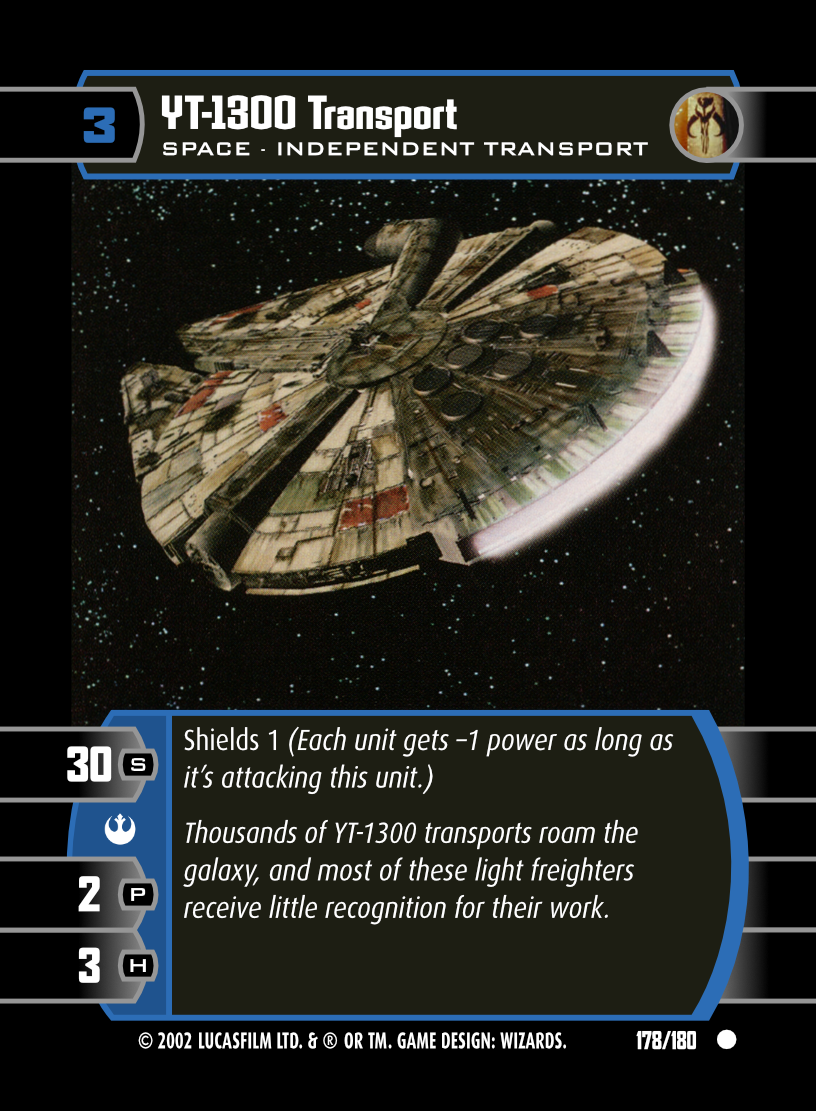 3
YT-1300 Transport
SPACE · INDEPENDENT TRANSPORT
30 S
2 P
3 H
Shields 1 (Each unit gets –1 power as long as
it's attacking this unit.)
Thousands of YT-1300 transports roam the
galaxy, and most of these light freighters
receive little recognition for their work.
© 2002 LUCASFILM LTD. & ® OR TM. GAME DESIGN: WIZARDS.
178/180